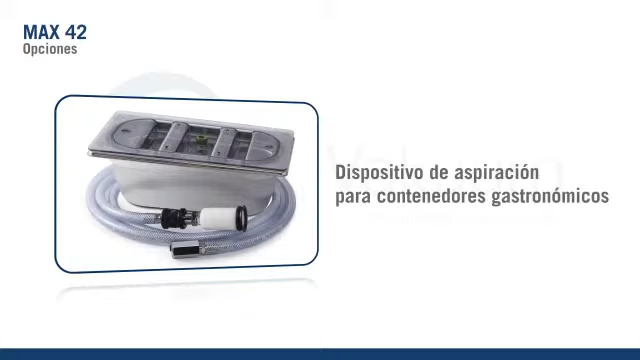 MAX 42
Opciones
Dispositivo de aspiración
para contenedores gastronómicos